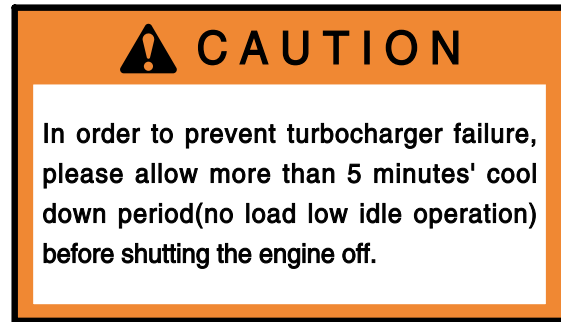 CAUTION
In order to prevent turbocharger failure,
please allow more than 5 minutes' cool
down period(no load low idle operation)
before shutting the engine off.